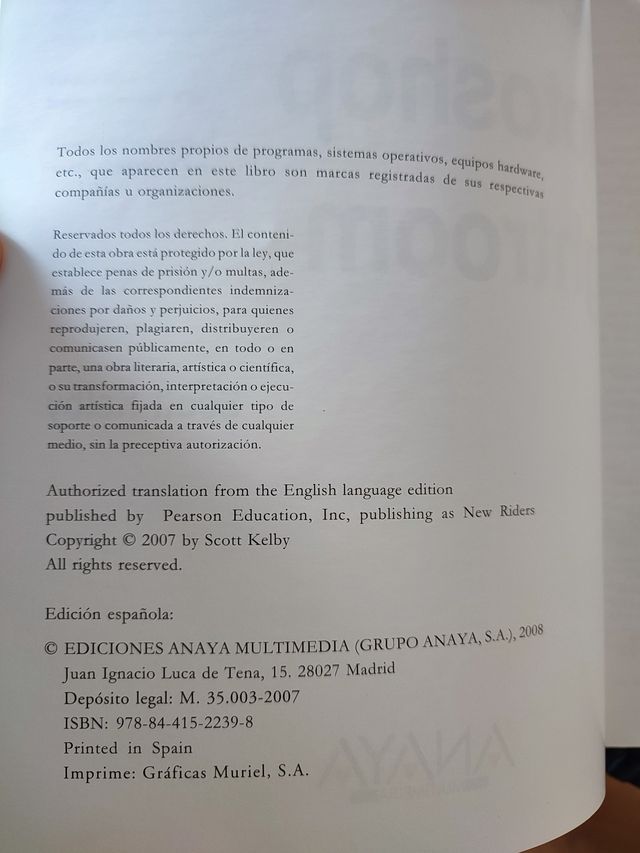 Todos los nombres propios de programas, sistemas operativos, equipos hardware,
etc., que aparecen en este libro son marcas registradas de sus respectivas
compañías u organizaciones.
Reservados todos los derechos. El conteni-
do de esta obra está protegido por la ley, que
establece penas de prisión y/o multas, ade-
más de las correspondientes indemniza-
ciones por daños y perjuicios, para quienes
reprodujeren, plagiaren, distribuyeren o
comunicasen públicamente, en todo o en
parte, una obra literaria, artística o científica,
o su transformación, interpretación o ejecu-
ción artística fijada en cualquier tipo de
soporte o comunicada a través de cualquier
medio, sin la preceptiva autorización.
Authorized translation from the English language edition
published by Pearson Education, Inc, publishing as New Riders
Copyright © 2007 by Scott Kelby
All rights reserved.
Edición española:
© EDICIONES ANAYA MULTIMEDIA (GRUPO ANAYA, S.A.), 2008
Juan Ignacio Luca de Tena, 15. 28027 Madrid
Depósito legal: M. 35.003-2007
ISBN: 978-84-415-2239-8
Printed in Spain
Imprime: Gráficas Muriel, S.A.